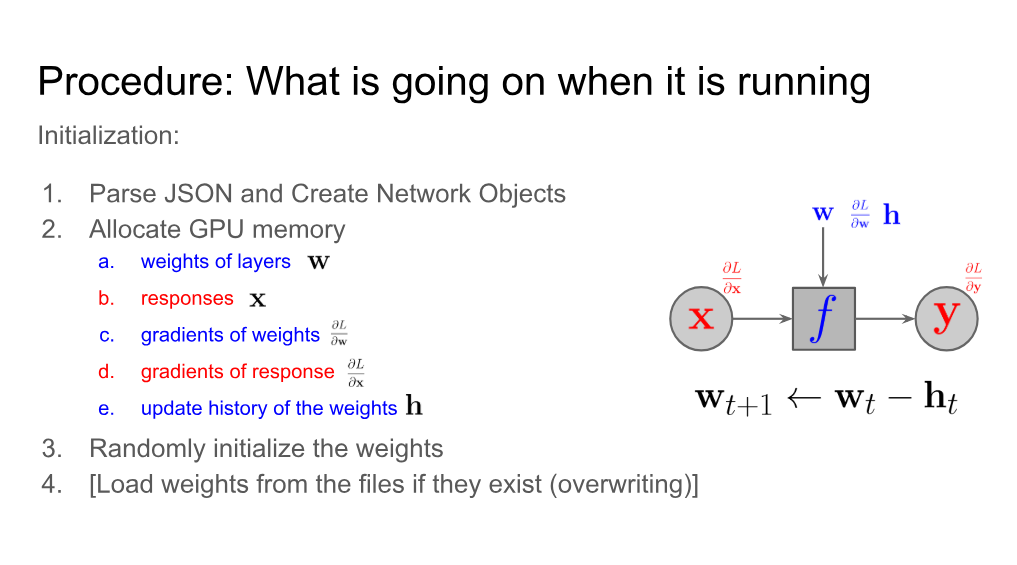 Procedure: What is going on when it is running
Initialization:
1. Parse JSON and Create Network Objects
2. Allocate GPU memory
a. weights of layers w
b. responses x
c. gradients of weights ∂L/∂w
d. gradients of response ∂L/∂x
e. update history of the weights h
3. Randomly initialize the weights
4. [Load weights from the files if they exist (overwriting)]
w ∂L/∂w h
∂L/∂x ∂L/∂y
x f y
w_{t+1} ← w_t − h_t